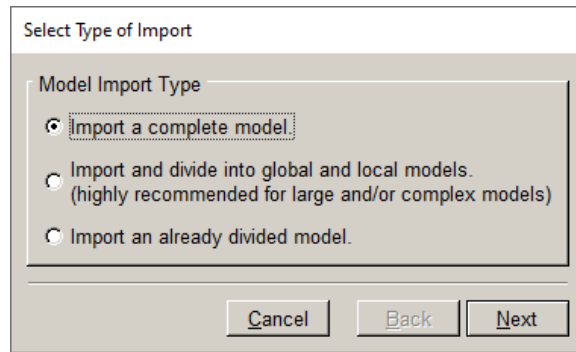 Select Type of Import
Model Import Type
Import a complete model.
Import and divide into global and local models.
(highly recommended for large and/or complex models)
Import an already divided model.
Cancel Back Next